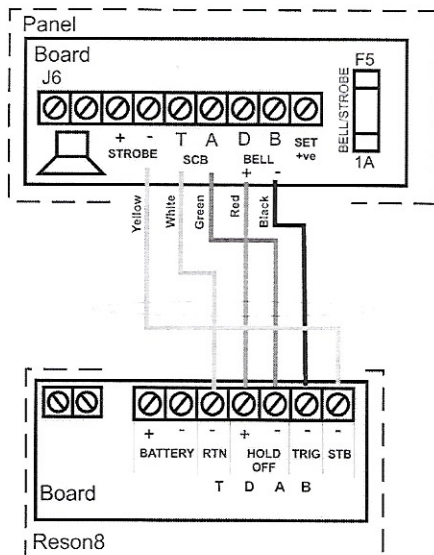 Panel
Board
J6
F5
BELL/STROBE
1A
+ - T A D B SET
STROBE SCB BELL +ve
+ -
Yellow
White
Green
Red
Black
+ - - + - - -
BATTERY RTN HOLD OFF TRIG STB
T D A B
Board
Reson8